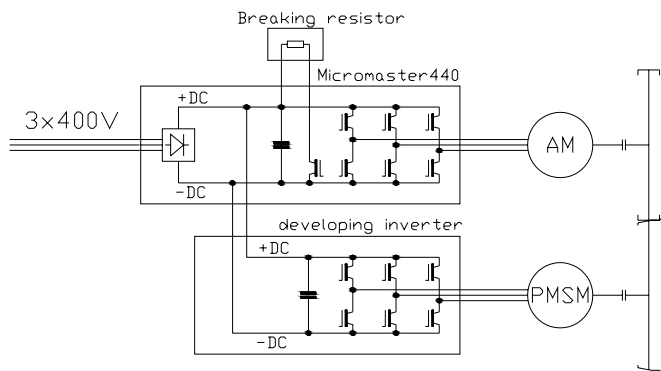 Breaking resistor
Micromaster440
+DC
3x400V
AM
-DC
developing inverter
+DC
PMSM
-DC